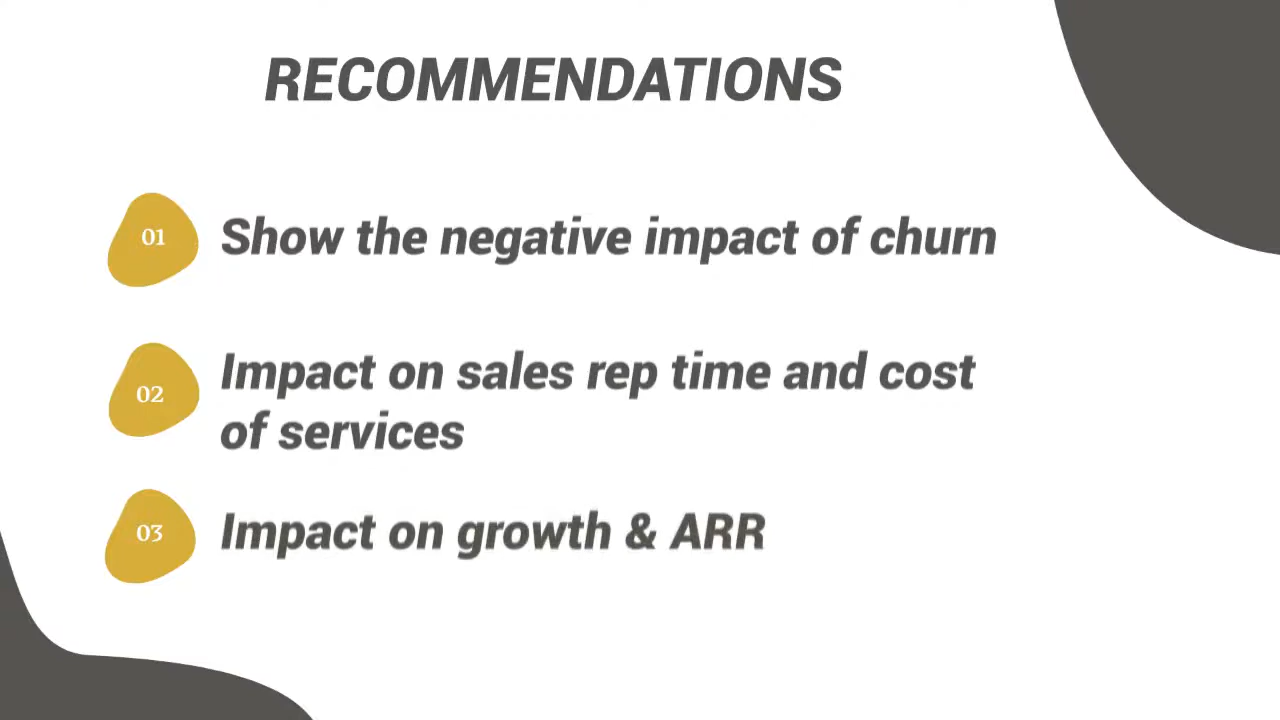 RECOMMENDATIONS
01
Show the negative impact of churn
02
Impact on sales rep time and cost
of services
03
Impact on growth & ARR